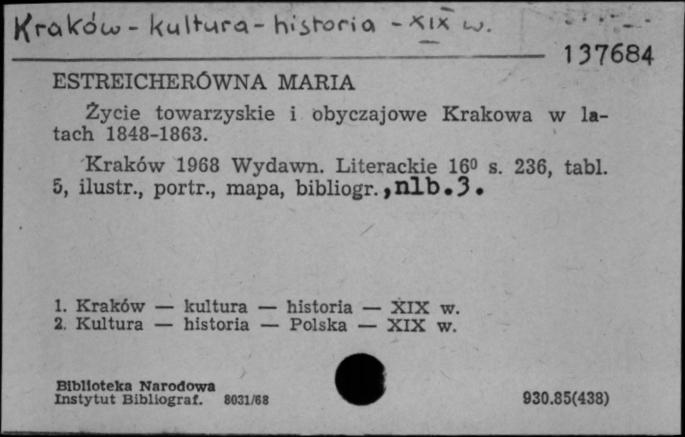 Kraków - kultura - historia - XIX w.
137684
ESTREICHERÓWNA MARIA
Życie towarzyskie i obyczajowe Krakowa w la-
tach 1848-1863.
Kraków 1968 Wydawn. Literackie 16⁰ s. 236, tabl.
5, ilustr., portr., mapa, bibliogr., nlb.3.
1. Kraków — kultura — historia — XIX w.
2. Kultura — historia — Polska — XIX w.
Biblioteka Narodowa
Instytut Bibliograf. 8031/68
930.85(438)